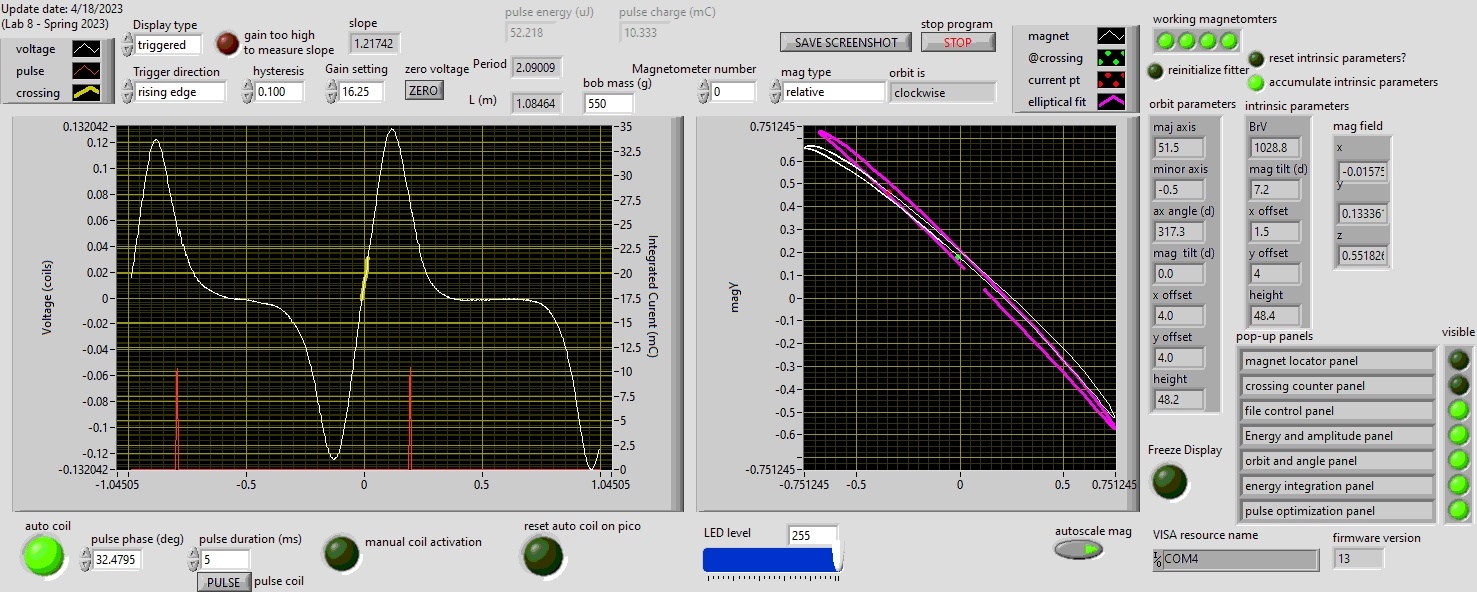 Update date: 4/18/2023
(Lab 8 - Spring 2023)
voltage
pulse
crossing
Display type
triggered
gain too high
to measure slope
slope
1.21742
Trigger direction
rising edge
hysteresis
0.100
Gain setting
16.25
zero voltage
ZERO
pulse energy (uJ)
52.218
pulse charge (mC)
10.333
Period
2.09009
L (m)
1.08464
bob mass (g)
550
SAVE SCREENSHOT
stop program
STOP
Magnetometer number
0
mag type
relative
orbit is
clockwise
magnet
@crossing
current pt
elliptical fit
working magnetomters
reinitialize fitter
reset intrinsic parameters?
accumulate intrinsic parameters
orbit parameters
maj axis
51.5
minor axis
-0.5
ax angle (d)
317.3
mag tilt (d)
0.0
x offset
4.0
y offset
4.0
height
48.2
intrinsic parameters
BrV
1028.8
mag tilt (d)
7.2
x offset
1.5
y offset
4
height
48.4
mag field
x
-0.01575
y
0.13336
z
0.551826
Voltage (coils)
0.132042
0.12
0.1
0.08
0.06
0.04
0.02
0
-0.02
-0.04
-0.06
-0.08
-0.1
-0.12
-0.132042
-1.04505
-0.5
0
0.5
1.04505
35
32.5
30
27.5
25
22.5
20
17.5
15
12.5
10
7.5
5
2.5
0
Integrated Curent (mC)
magy
0.751245
0.6
0.5
0.4
0.3
0.2
0.1
0
-0.1
-0.2
-0.3
-0.4
-0.5
-0.6
-0.751245
-0.751245
-0.5
0
0.5
0.751245
pop-up panels
visible
magnet locator panel
crossing counter panel
file control panel
Energy and amplitude panel
orbit and angle panel
energy integration panel
pulse optimization panel
Freeze Display
auto coil
pulse phase (deg)
32.4795
pulse duration (ms)
5
PULSE
pulse coil
manual coil activation
reset auto coil on pico
LED level
255
autoscale mag
VISA resource name
COM4
firmware version
13